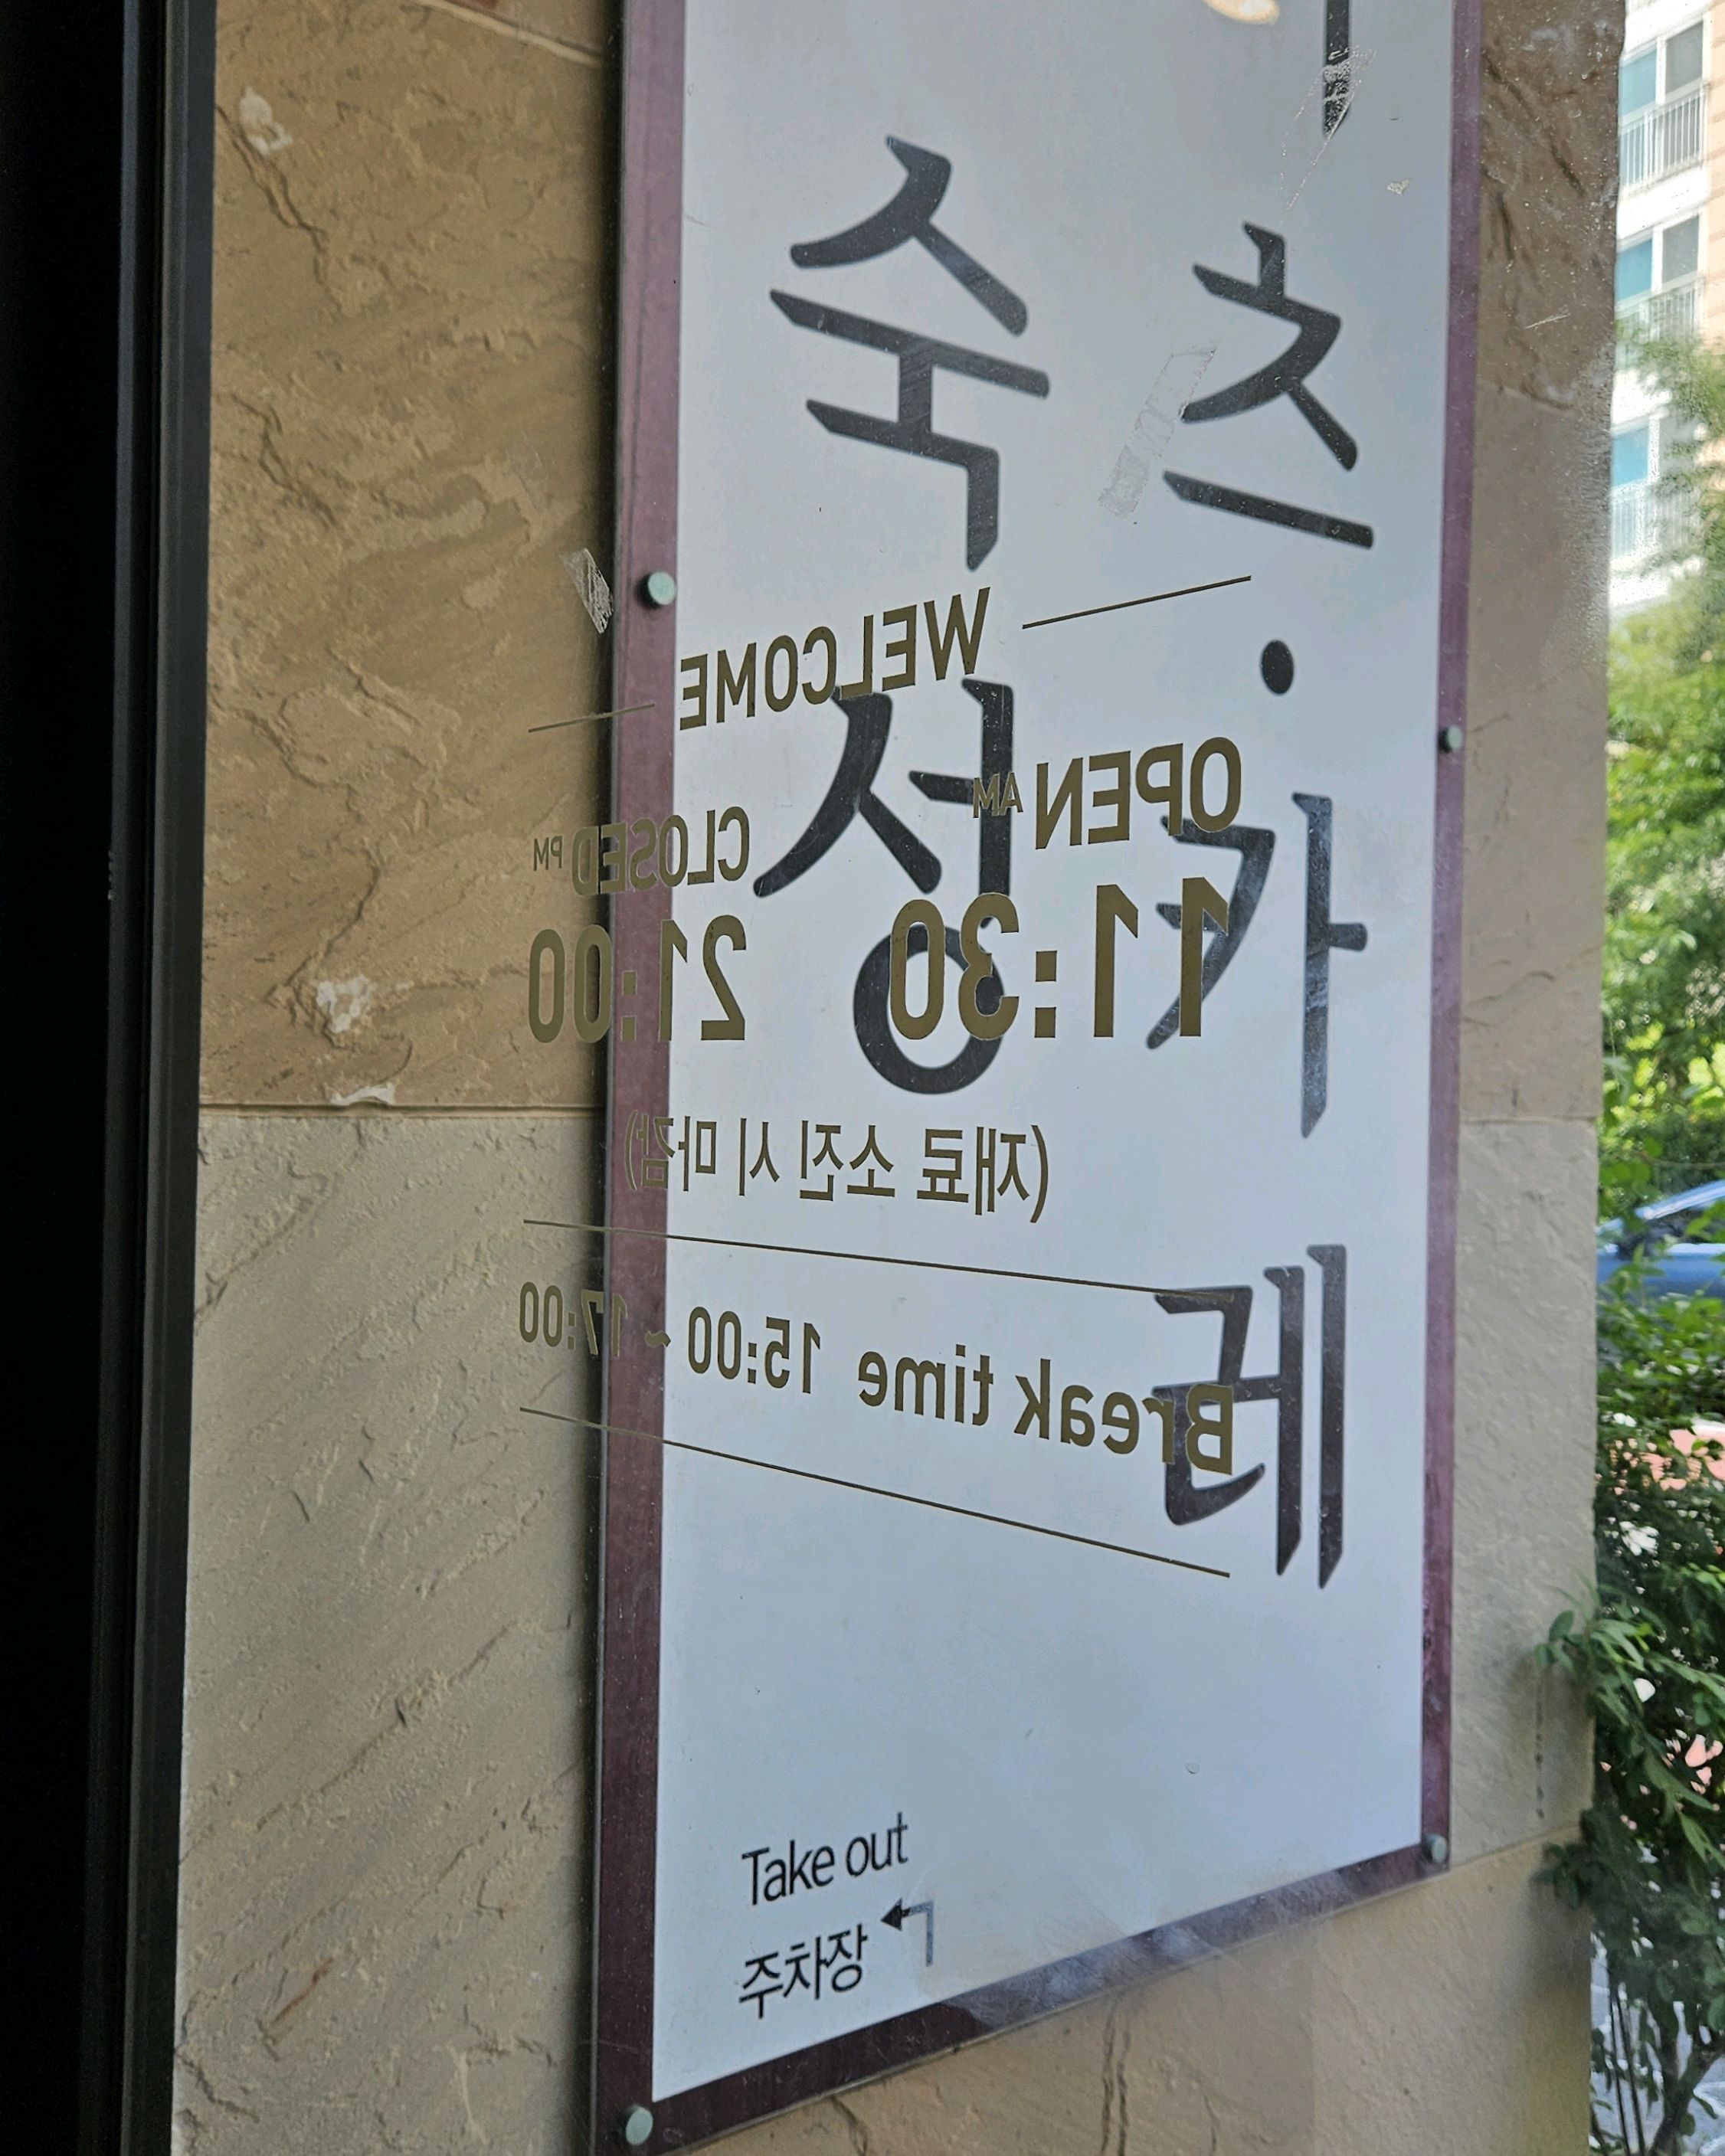 숙성
츠·카레
WELCOME
OPEN AM CLOSED PM
11:30 21:00
(재료 소진 시 마감)
Break time 15:00 ~ 17:00
Take out
주차장